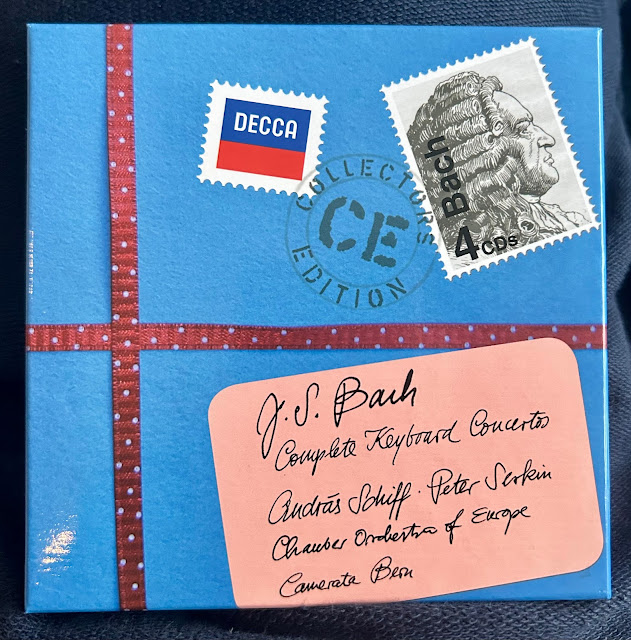 DECCA
Bach
4 CDs
COLLECTORS
CE
EDITION
J. S. Bach
Complete Keyboard Concertos
András Schiff · Peter Serkin
Chamber Orchestra of Europe
Camerata Bern